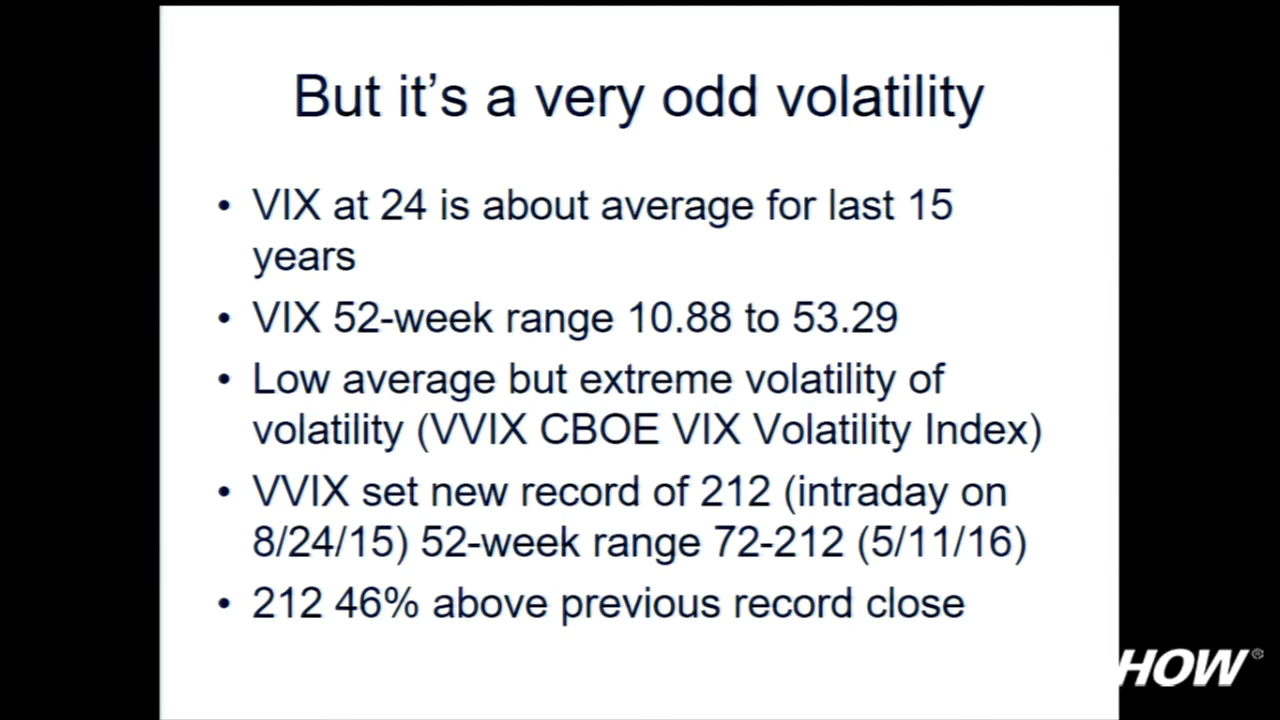 But it's a very odd volatility
• VIX at 24 is about average for last 15
years
• VIX 52-week range 10.88 to 53.29
• Low average but extreme volatility of
volatility (VVIX CBOE VIX Volatility Index)
• VVIX set new record of 212 (intraday on
8/24/15) 52-week range 72-212 (5/11/16)
• 212 46% above previous record close
HOW®